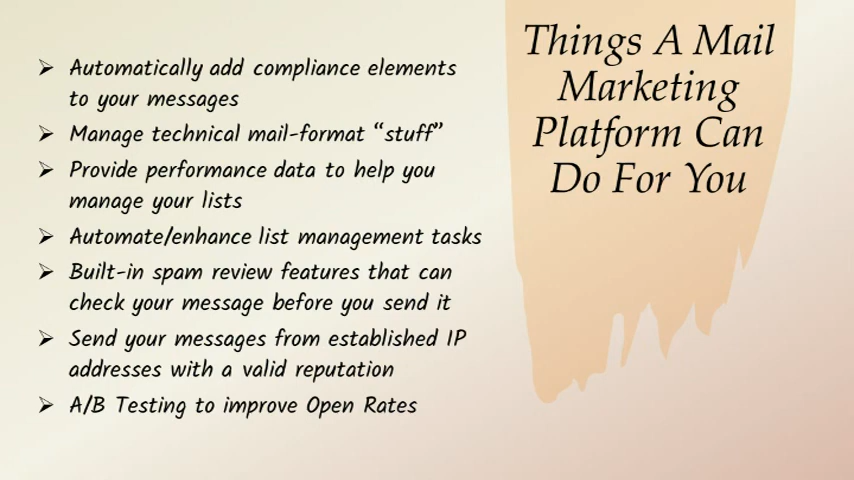 Things A Mail
Marketing
Platform Can
Do For You
➢ Automatically add compliance elements
to your messages
➢ Manage technical mail-format “stuff”
➢ Provide performance data to help you
manage your lists
➢ Automate/enhance list management tasks
➢ Built-in spam review features that can
check your message before you send it
➢ Send your messages from established IP
addresses with a valid reputation
➢ A/B Testing to improve Open Rates